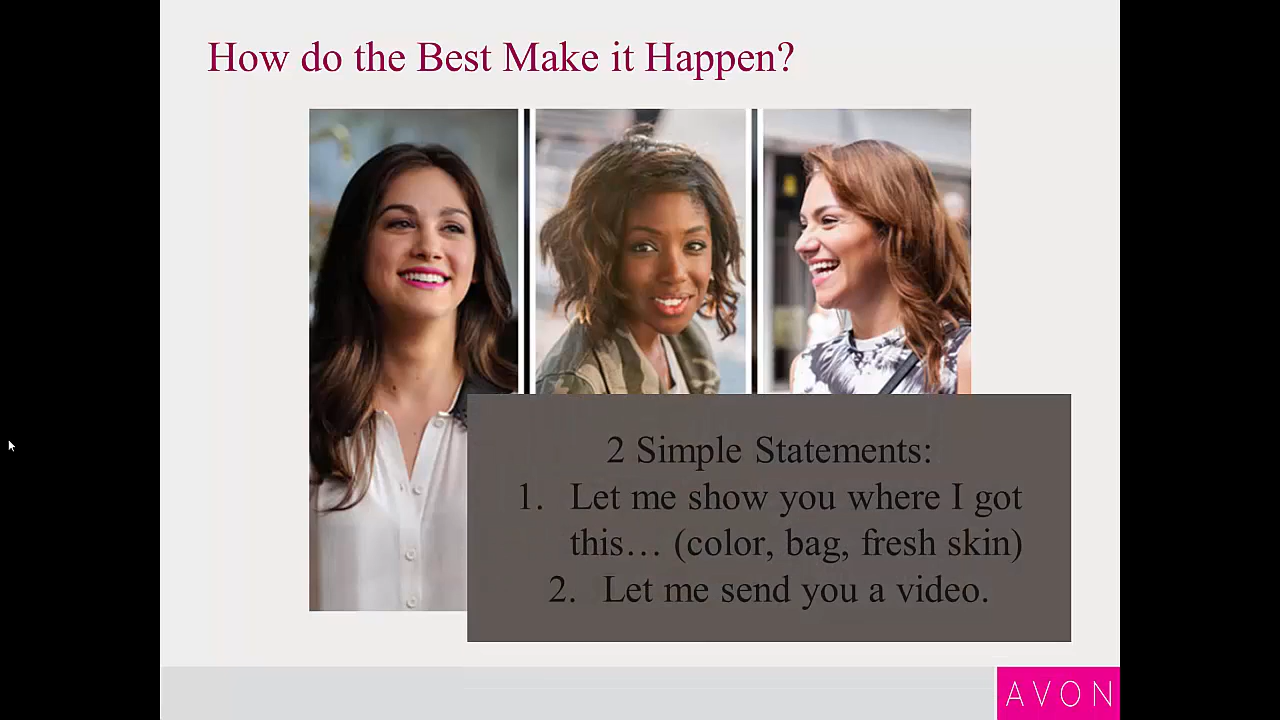 How do the Best Make it Happen?
2 Simple Statements:
1. Let me show you where I got
this… (color, bag, fresh skin)
2. Let me send you a video.
AVON